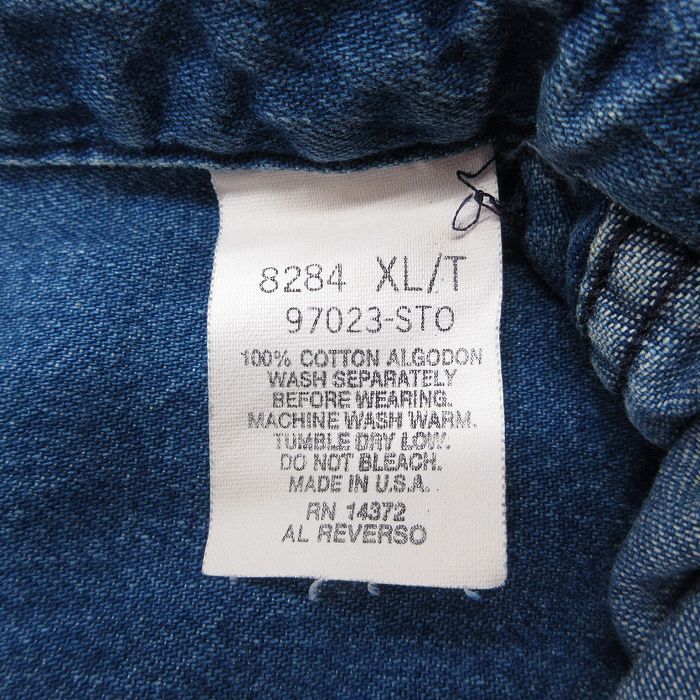 8284 XL/T
97023-STO
100% COTTON ALGODON
WASH SEPARATELY
BEFORE WEARING.
MACHINE WASH WARM.
TUMBLE DRY LOW.
DO NOT BLEACH.
MADE IN U.S.A.
RN 14372
AL REVERSO